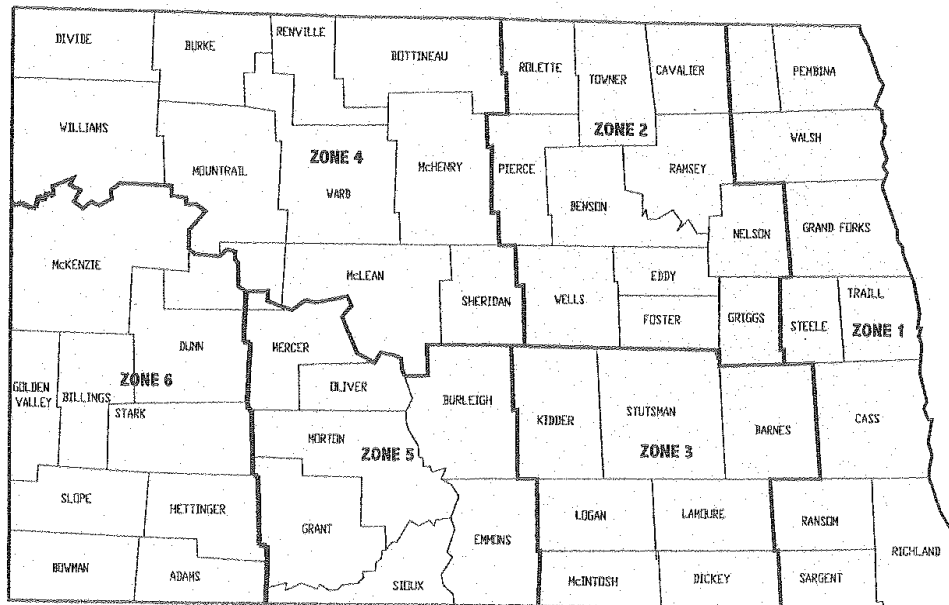 DIVIDE
BURKE
RENVILLE
BOTTINEAU
ROLETTE
TOWNER
CAVALIER
PEMBINA
WILLIAMS
MOUNTRAIL
ZONE 4
WARD
McHENRY
PIERCE
ZONE 2
BENSON
RAMSEY
WALSH
NELSON
GRAND FORKS
McKENZIE
McLEAN
SHERIDAN
WELLS
EDDY
FOSTER
GRIGGS
STEELE
TRAILL
ZONE 1
DUNN
MERCER
OLIVER
GOLDEN
VALLEY
BILLINGS
ZONE 6
STARK
BURLEIGH
KIDDER
STUTSMAN
BARNES
CASS
MORTON
ZONE 5
ZONE 3
SLOPE
HETTINGER
GRANT
EMMONS
LOGAN
LAMOURE
RANSOM
RICHLAND
BOWMAN
ADAMS
SIOUX
McINTOSH
DICKEY
SARGENT